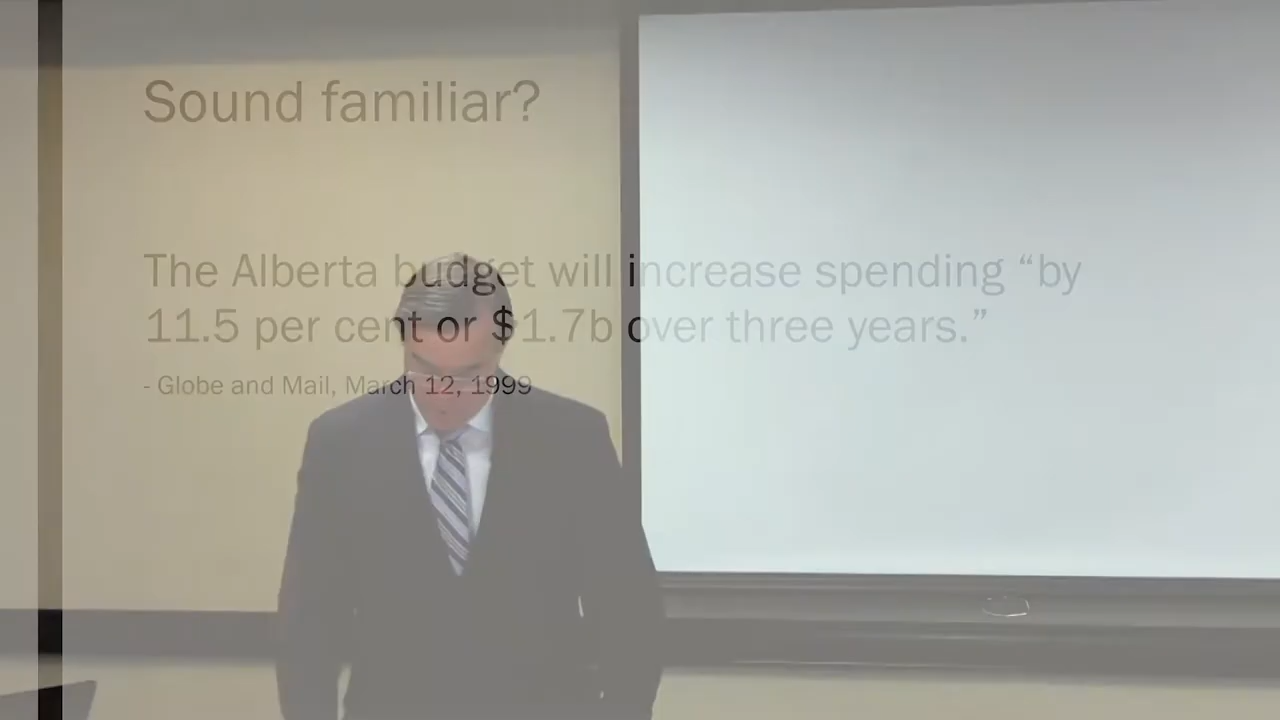 Sound familiar?
The Alberta budget will increase spending “by
11.5 per cent or $1.7b over three years.”
- Globe and Mail, March 12, 1999